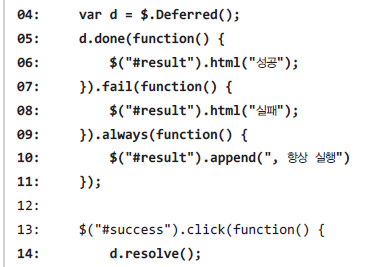 04:     var d = $.Deferred();
05:     d.done(function() {
06:         $("#result").html("성공");
07:     }).fail(function() {
08:         $("#result").html("실패");
09:     }).always(function() {
10:         $("#result").append(", 항상 실행")
11:     });
12:
13:     $("#success").click(function() {
14:         d.resolve();